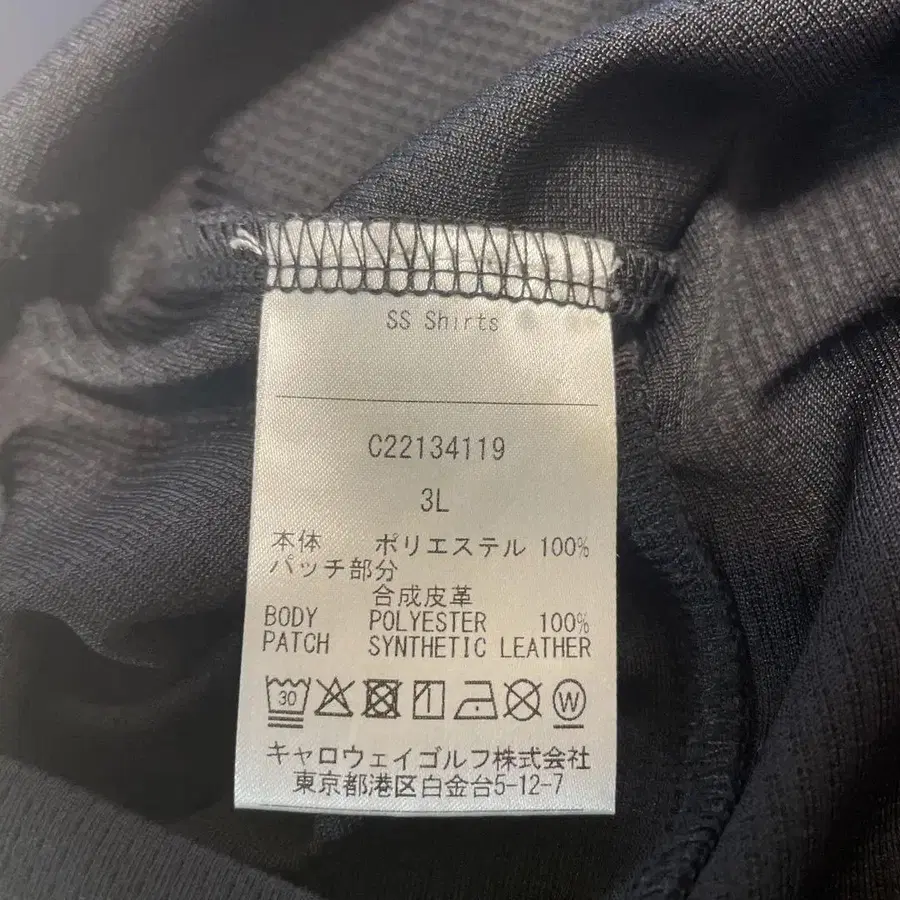 SS Shirts
C22134119
3L
本体 ポリエステル 100%
パッチ部分
合成皮革
BODY POLYESTER 100%
PATCH SYNTHETIC LEATHER
30 W
キャロウェイゴルフ株式会社
東京都港区白金台5-12-7